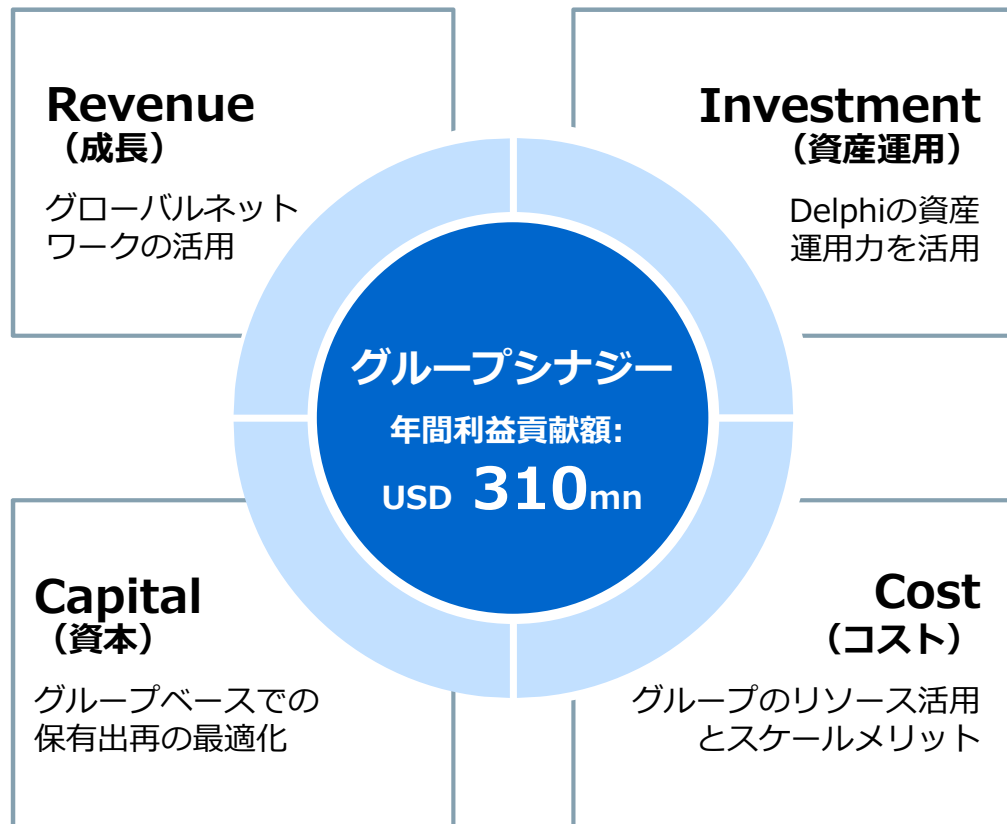 Revenue
（成長）
グローバルネット
ワークの活用
Investment
（資産運用）
Delphiの資産
運用力を活用
グループシナジー
年間利益貢献額:
USD 310mn
Capital
（資本）
グループベースでの
保有出再の最適化
Cost
（コスト）
グループのリソース活用
とスケールメリット